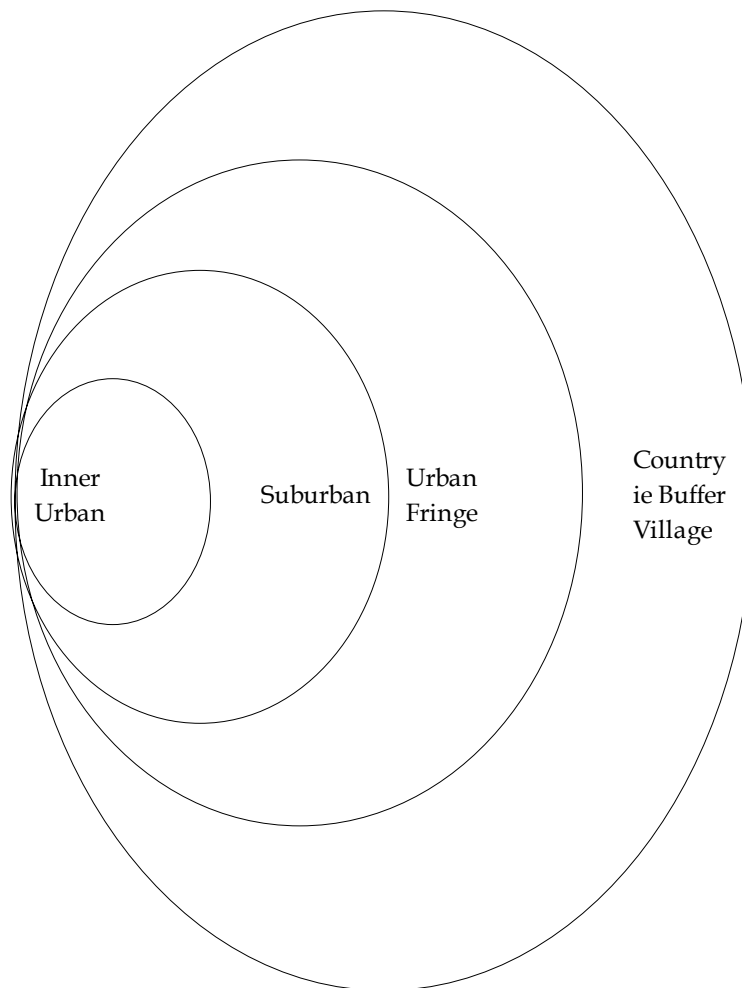 Inner
Urban
Suburban
Urban
Fringe
Country
ie Buffer
Village